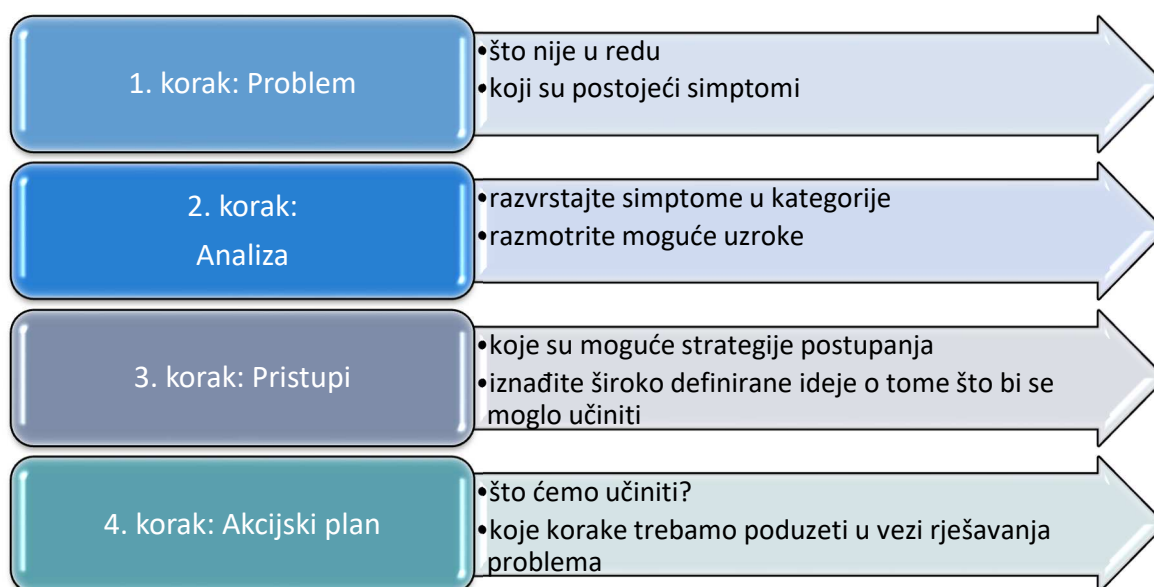 1. korak: Problem
•što nije u redu
•koji su postojeći simptomi
2. korak:
Analiza
•razvrstajte simptome u kategorije
•razmotrite moguće uzroke
3. korak: Pristupi
•koje su moguće strategije postupanja
•iznađite široko definirane ideje o tome što bi se
moglo učiniti
4. korak: Akcijski plan
•što ćemo učiniti?
•koje korake trebamo poduzeti u vezi rješavanja
problema